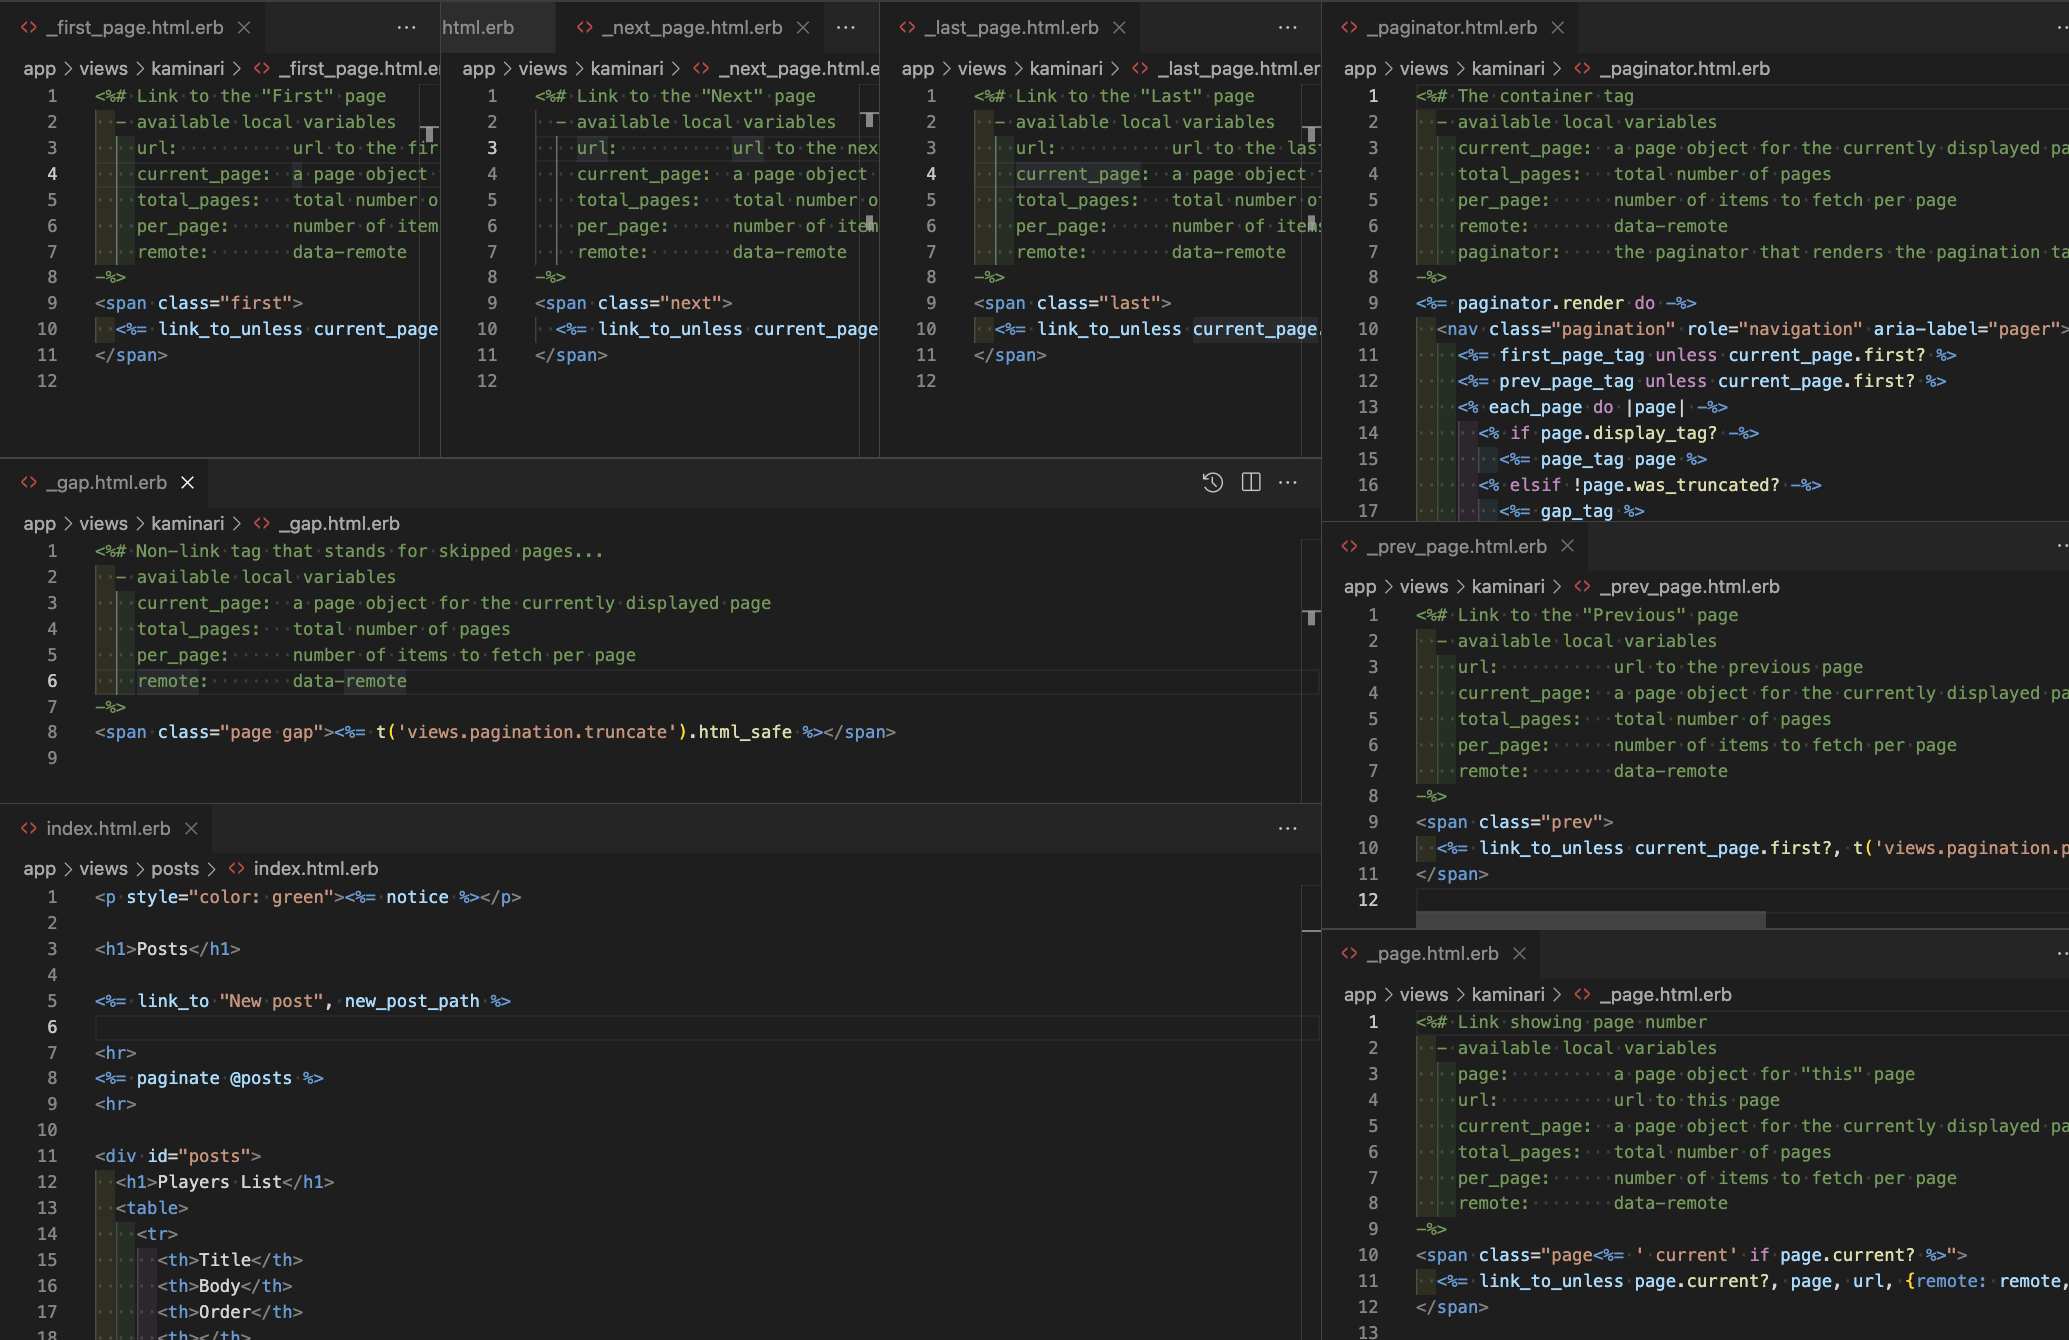 _first_page.html.erb
app > views > kaminari > _first_page.html.e
1 <%# Link to the "First" page
2 - available local variables
3 url: url to the fir
4 current_page: a page object
5 total_pages: total number o
6 per_page: number of item
7 remote: data-remote
8 -%>
9 <span class="first">
10 <%= link_to_unless current_page
11 </span>
12
html.erb _next_page.html.erb
app > views > kaminari > _next_page.html.e
1 <%# Link to the "Next" page
2 - available local variables
3 url: url to the nex
4 current_page: a page object
5 total_pages: total number o
6 per_page: number of item
7 remote: data-remote
8 -%>
9 <span class="next">
10 <%= link_to_unless current_page
11 </span>
12
_last_page.html.erb
app > views > kaminari > _last_page.html.er
1 <%# Link to the "Last" page
2 - available local variables
3 url: url to the last
4 current_page: a page object
5 total_pages: total number o
6 per_page: number of items
7 remote: data-remote
8 -%>
9 <span class="last">
10 <%= link_to_unless current_page.
11 </span>
12
_paginator.html.erb
app > views > kaminari > _paginator.html.erb
1 <%# The container tag
2 - available local variables
3 current_page: a page object for the currently displayed pa
4 total_pages: total number of pages
5 per_page: number of items to fetch per page
6 remote: data-remote
7 paginator: the paginator that renders the pagination ta
8 -%>
9 <%= paginator.render do -%>
10 <nav class="pagination" role="navigation" aria-label="pager">
11 <%= first_page_tag unless current_page.first? %>
12 <%= prev_page_tag unless current_page.first? %>
13 <% each_page do |page| -%>
14 <% if page.display_tag? -%>
15 <%= page_tag page %>
16 <% elsif !page.was_truncated? -%>
17 <%= gap_tag %>
_gap.html.erb
app > views > kaminari > _gap.html.erb
1 <%# Non-link tag that stands for skipped pages...
2 - available local variables
3 current_page: a page object for the currently displayed page
4 total_pages: total number of pages
5 per_page: number of items to fetch per page
6 remote: data-remote
7 -%>
8 <span class="page gap"><%= t('views.pagination.truncate').html_safe %></span>
9
_prev_page.html.erb
app > views > kaminari > _prev_page.html.erb
1 <%# Link to the "Previous" page
2 - available local variables
3 url: url to the previous page
4 current_page: a page object for the currently displayed pa
5 total_pages: total number of pages
6 per_page: number of items to fetch per page
7 remote: data-remote
8 -%>
9 <span class="prev">
10 <%= link_to_unless current_page.first?, t('views.pagination.p
11 </span>
12
index.html.erb
app > views > posts > index.html.erb
1 <p style="color: green"><%= notice %></p>
2
3 <h1>Posts</h1>
4
5 <%= link_to "New post", new_post_path %>
6
7 <hr>
8 <%= paginate @posts %>
9 <hr>
10
11 <div id="posts">
12 <h1>Players List</h1>
13 <table>
14 <tr>
15 <th>Title</th>
16 <th>Body</th>
17 <th>Order</th>
18 <th></th>
_page.html.erb
app > views > kaminari > _page.html.erb
1 <%# Link showing page number
2 - available local variables
3 page: a page object for "this" page
4 url: url to this page
5 current_page: a page object for the currently displayed pa
6 total_pages: total number of pages
7 per_page: number of items to fetch per page
8 remote: data-remote
9 -%>
10 <span class="page<%= ' current' if page.current? %>">
11 <%= link_to_unless page.current?, page, url, {remote: remote,
12 </span>
13